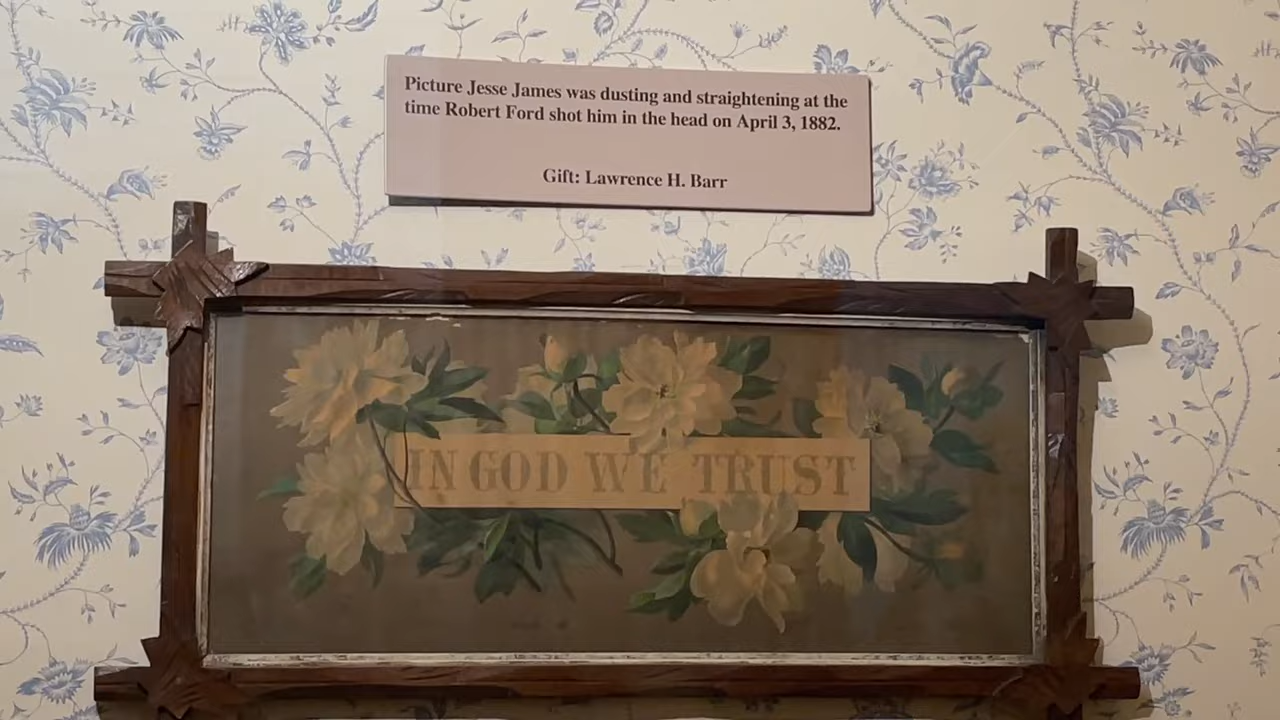 Picture Jesse James was dusting and straightening at the
time Robert Ford shot him in the head on April 3, 1882.
Gift: Lawrence H. Barr
IN GOD WE TRUST